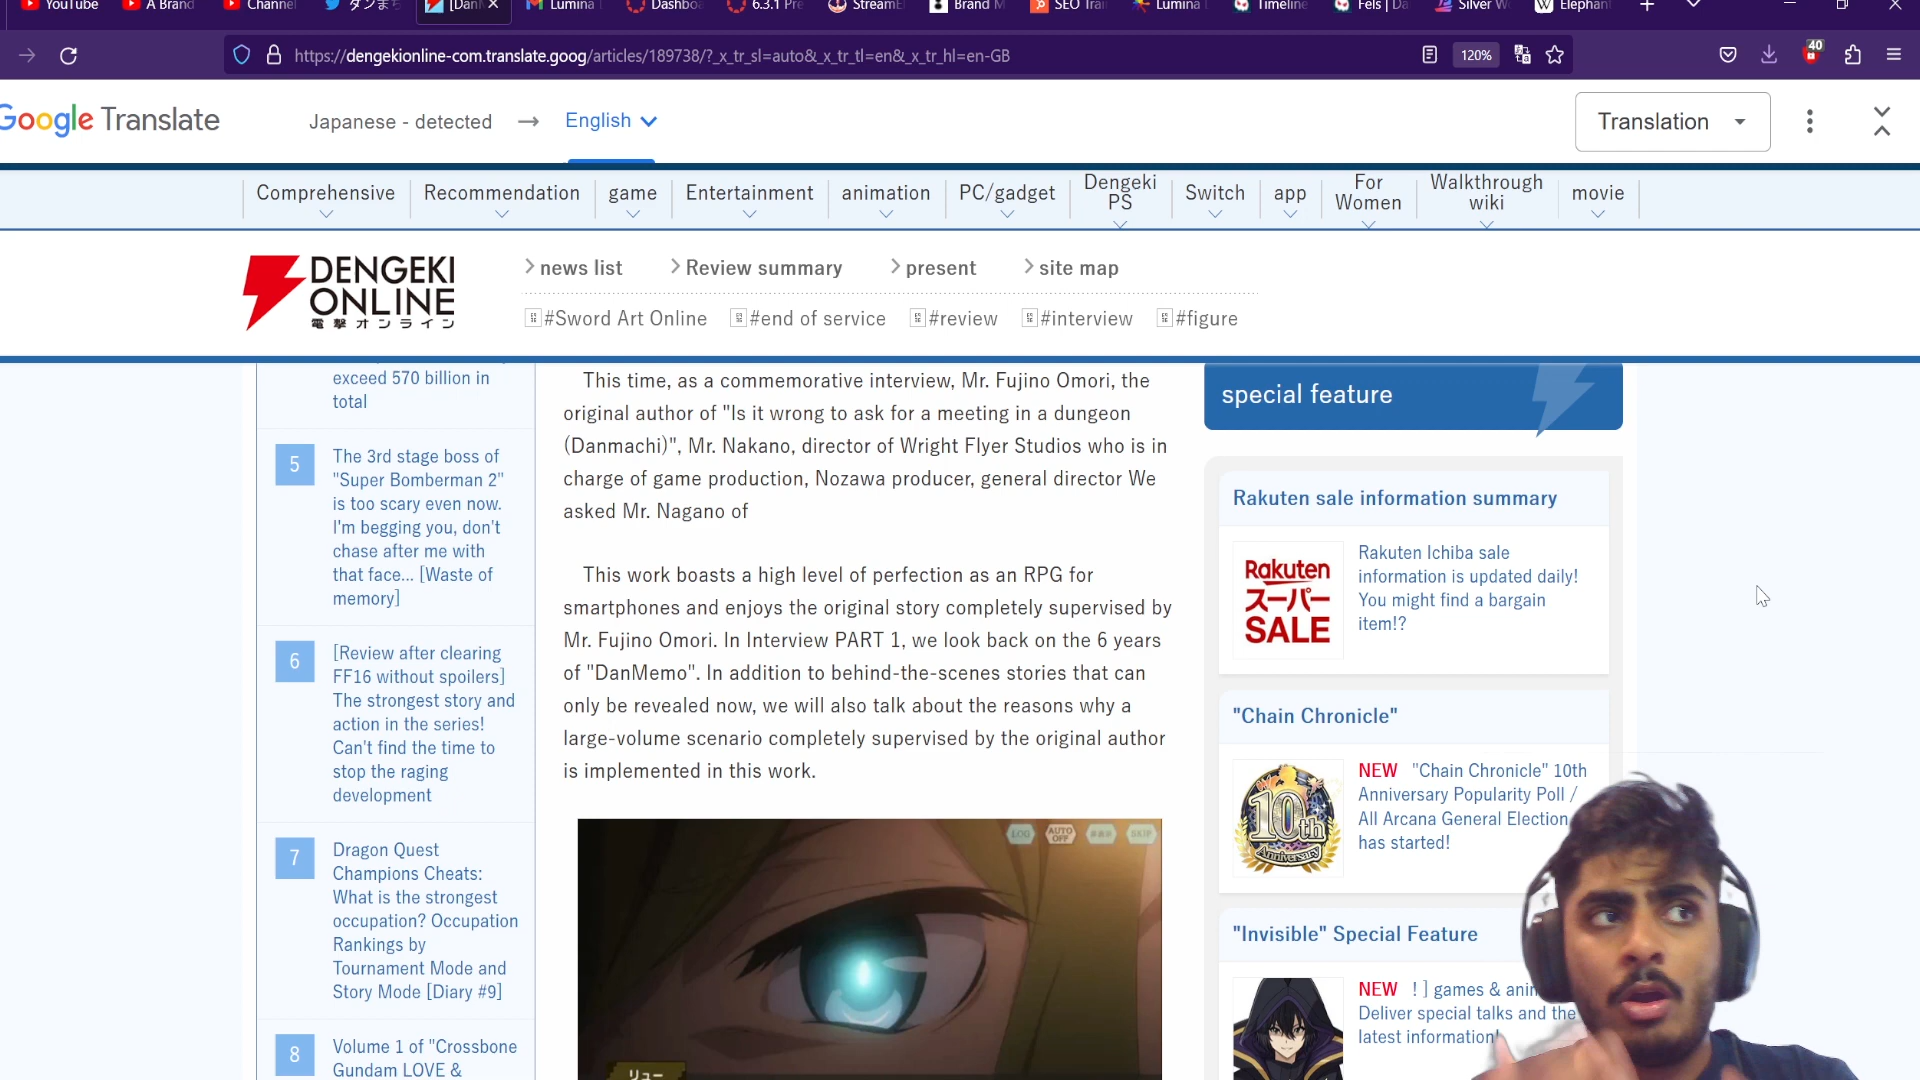 YouTube
A Brand
Channel
ダンまち
[DanM
Lumina
Dashbo
6.3.1 Pre
StreamE
Brand M
SEO Trai
Lumina
Timeline
Fels | Da
Silver W
Elephant
https://dengekionline-com.translate.goog/articles/189738/?_x_tr_sl=auto&_x_tr_tl=en&_x_tr_hl=en-GB
120%
40
Google Translate
Japanese - detected
English
Translation
Comprehensive
Recommendation
game
Entertainment
animation
PC/gadget
Dengeki
PS
Switch
app
For
Women
Walkthrough
wiki
movie
DENGEKI
ONLINE
電撃オンライン
news list
Review summary
present
site map
#Sword Art Online
#end of service
#review
#interview
#figure
exceed 570 billion in
total
5
The 3rd stage boss of
"Super Bomberman 2"
is too scary even now.
I'm begging you, don't
chase after me with
that face... [Waste of
memory]
6
[Review after clearing
FF16 without spoilers]
The strongest story and
action in the series!
Can't find the time to
stop the raging
development
7
Dragon Quest
Champions Cheats:
What is the strongest
occupation? Occupation
Rankings by
Tournament Mode and
Story Mode [Diary #9]
8
Volume 1 of "Crossbone
Gundam LOVE &
This time, as a commemorative interview, Mr. Fujino Omori, the
original author of "Is it wrong to ask for a meeting in a dungeon
(Danmachi)", Mr. Nakano, director of Wright Flyer Studios who is in
charge of game production, Nozawa producer, general director We
asked Mr. Nagano of
This work boasts a high level of perfection as an RPG for
smartphones and enjoys the original story completely supervised by
Mr. Fujino Omori. In Interview PART 1, we look back on the 6 years
of "DanMemo". In addition to behind-the-scenes stories that can
only be revealed now, we will also talk about the reasons why a
large-volume scenario completely supervised by the original author
is implemented in this work.
LOG
AUTO
OFF
SKIP
リュー
special feature
Rakuten sale information summary
Rakuten
スーパー
SALE
Rakuten Ichiba sale
information is updated daily!
You might find a bargain
item!?
"Chain Chronicle"
10th
Anniversary
NEW "Chain Chronicle" 10th
Anniversary Popularity Poll /
All Arcana General Election
has started!
"Invisible" Special Feature
NEW ! ] games & anim
Deliver special talks and the
latest information!